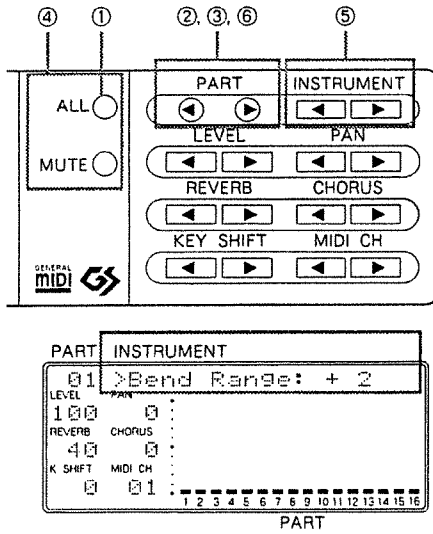 ④ ① ②, ③, ⑥ ⑤
PART INSTRUMENT
ALL
LEVEL PAN
MUTE
REVERB CHORUS
KEY SHIFT MIDI CH
GENERAL
MIDI GS
PART INSTRUMENT
01 >Bend Range: + 2
LEVEL PAN
100 0
REVERB CHORUS
40 0
K SHIFT MIDI CH
0 01
1 2 3 4 5 6 7 8 9 10 11 12 13 14 15 16
PART